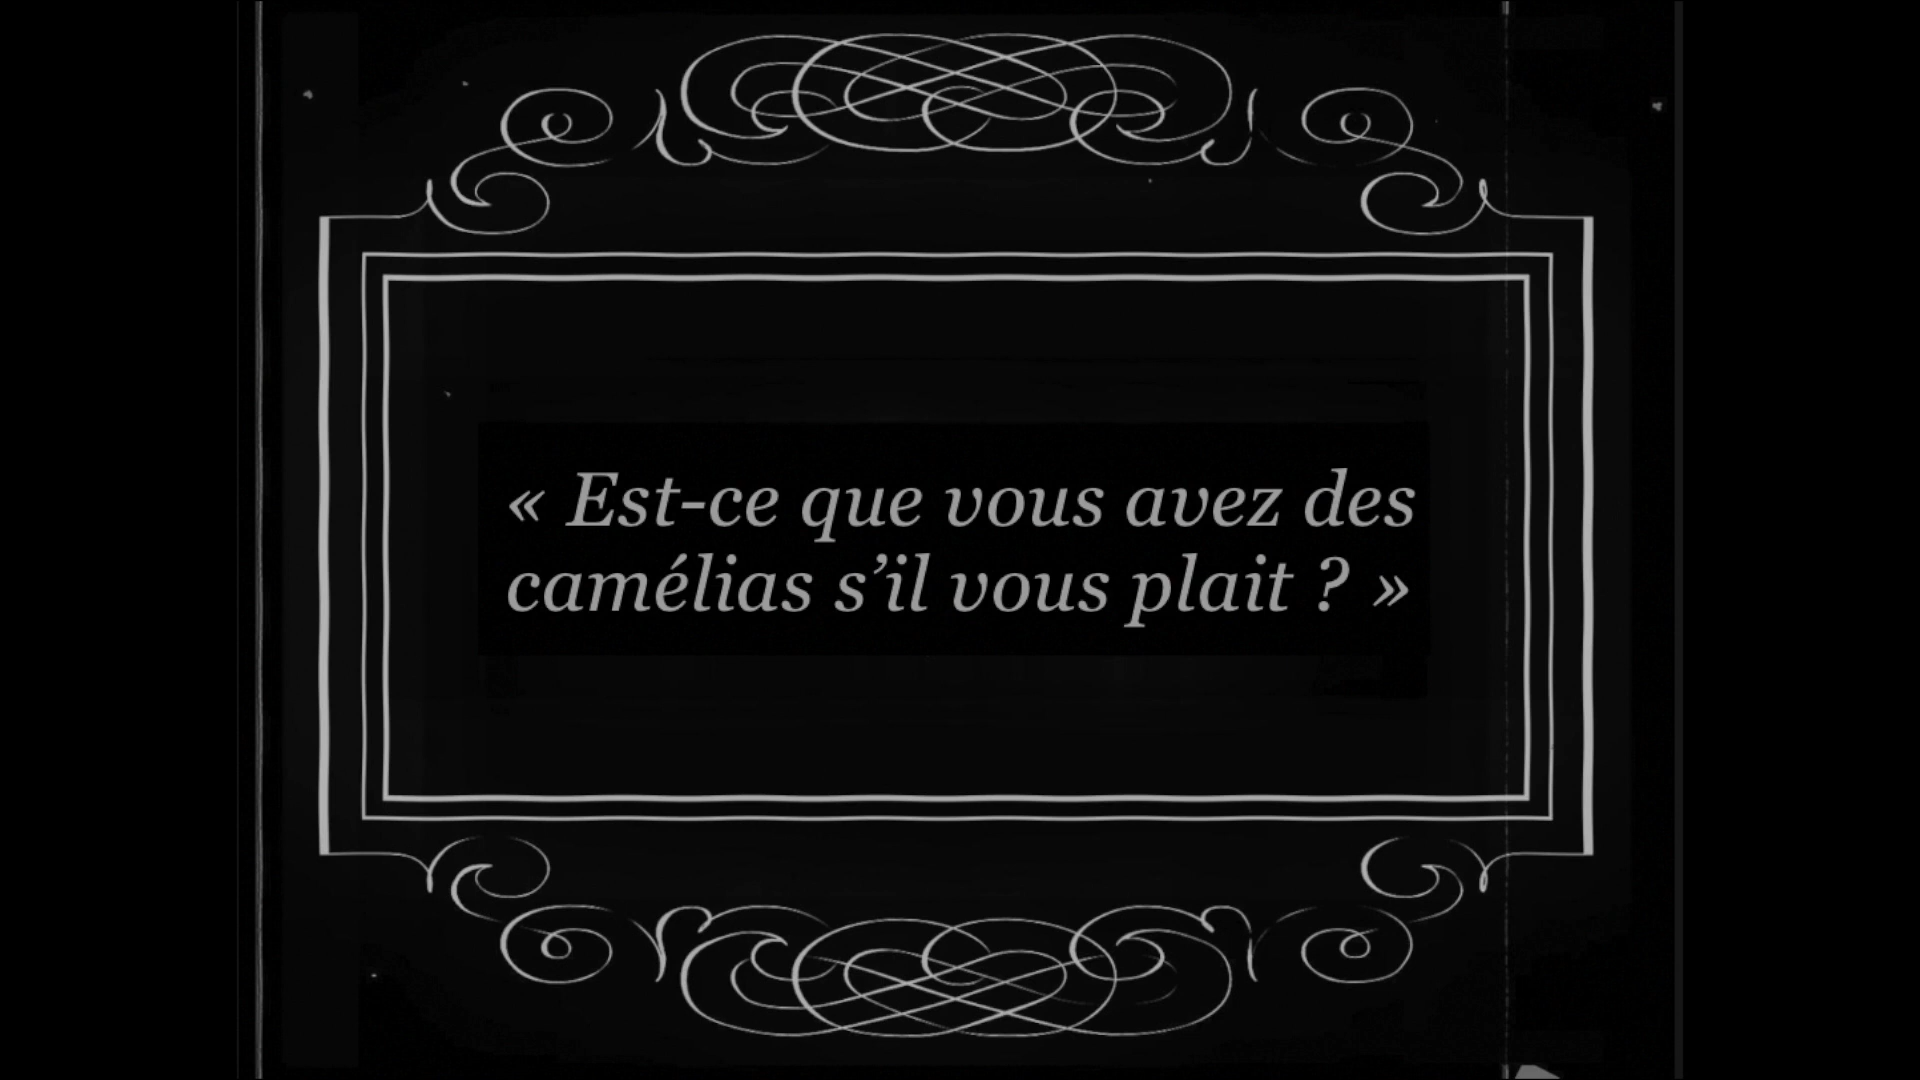 « Est-ce que vous avez des
camélias s’il vous plait ? »